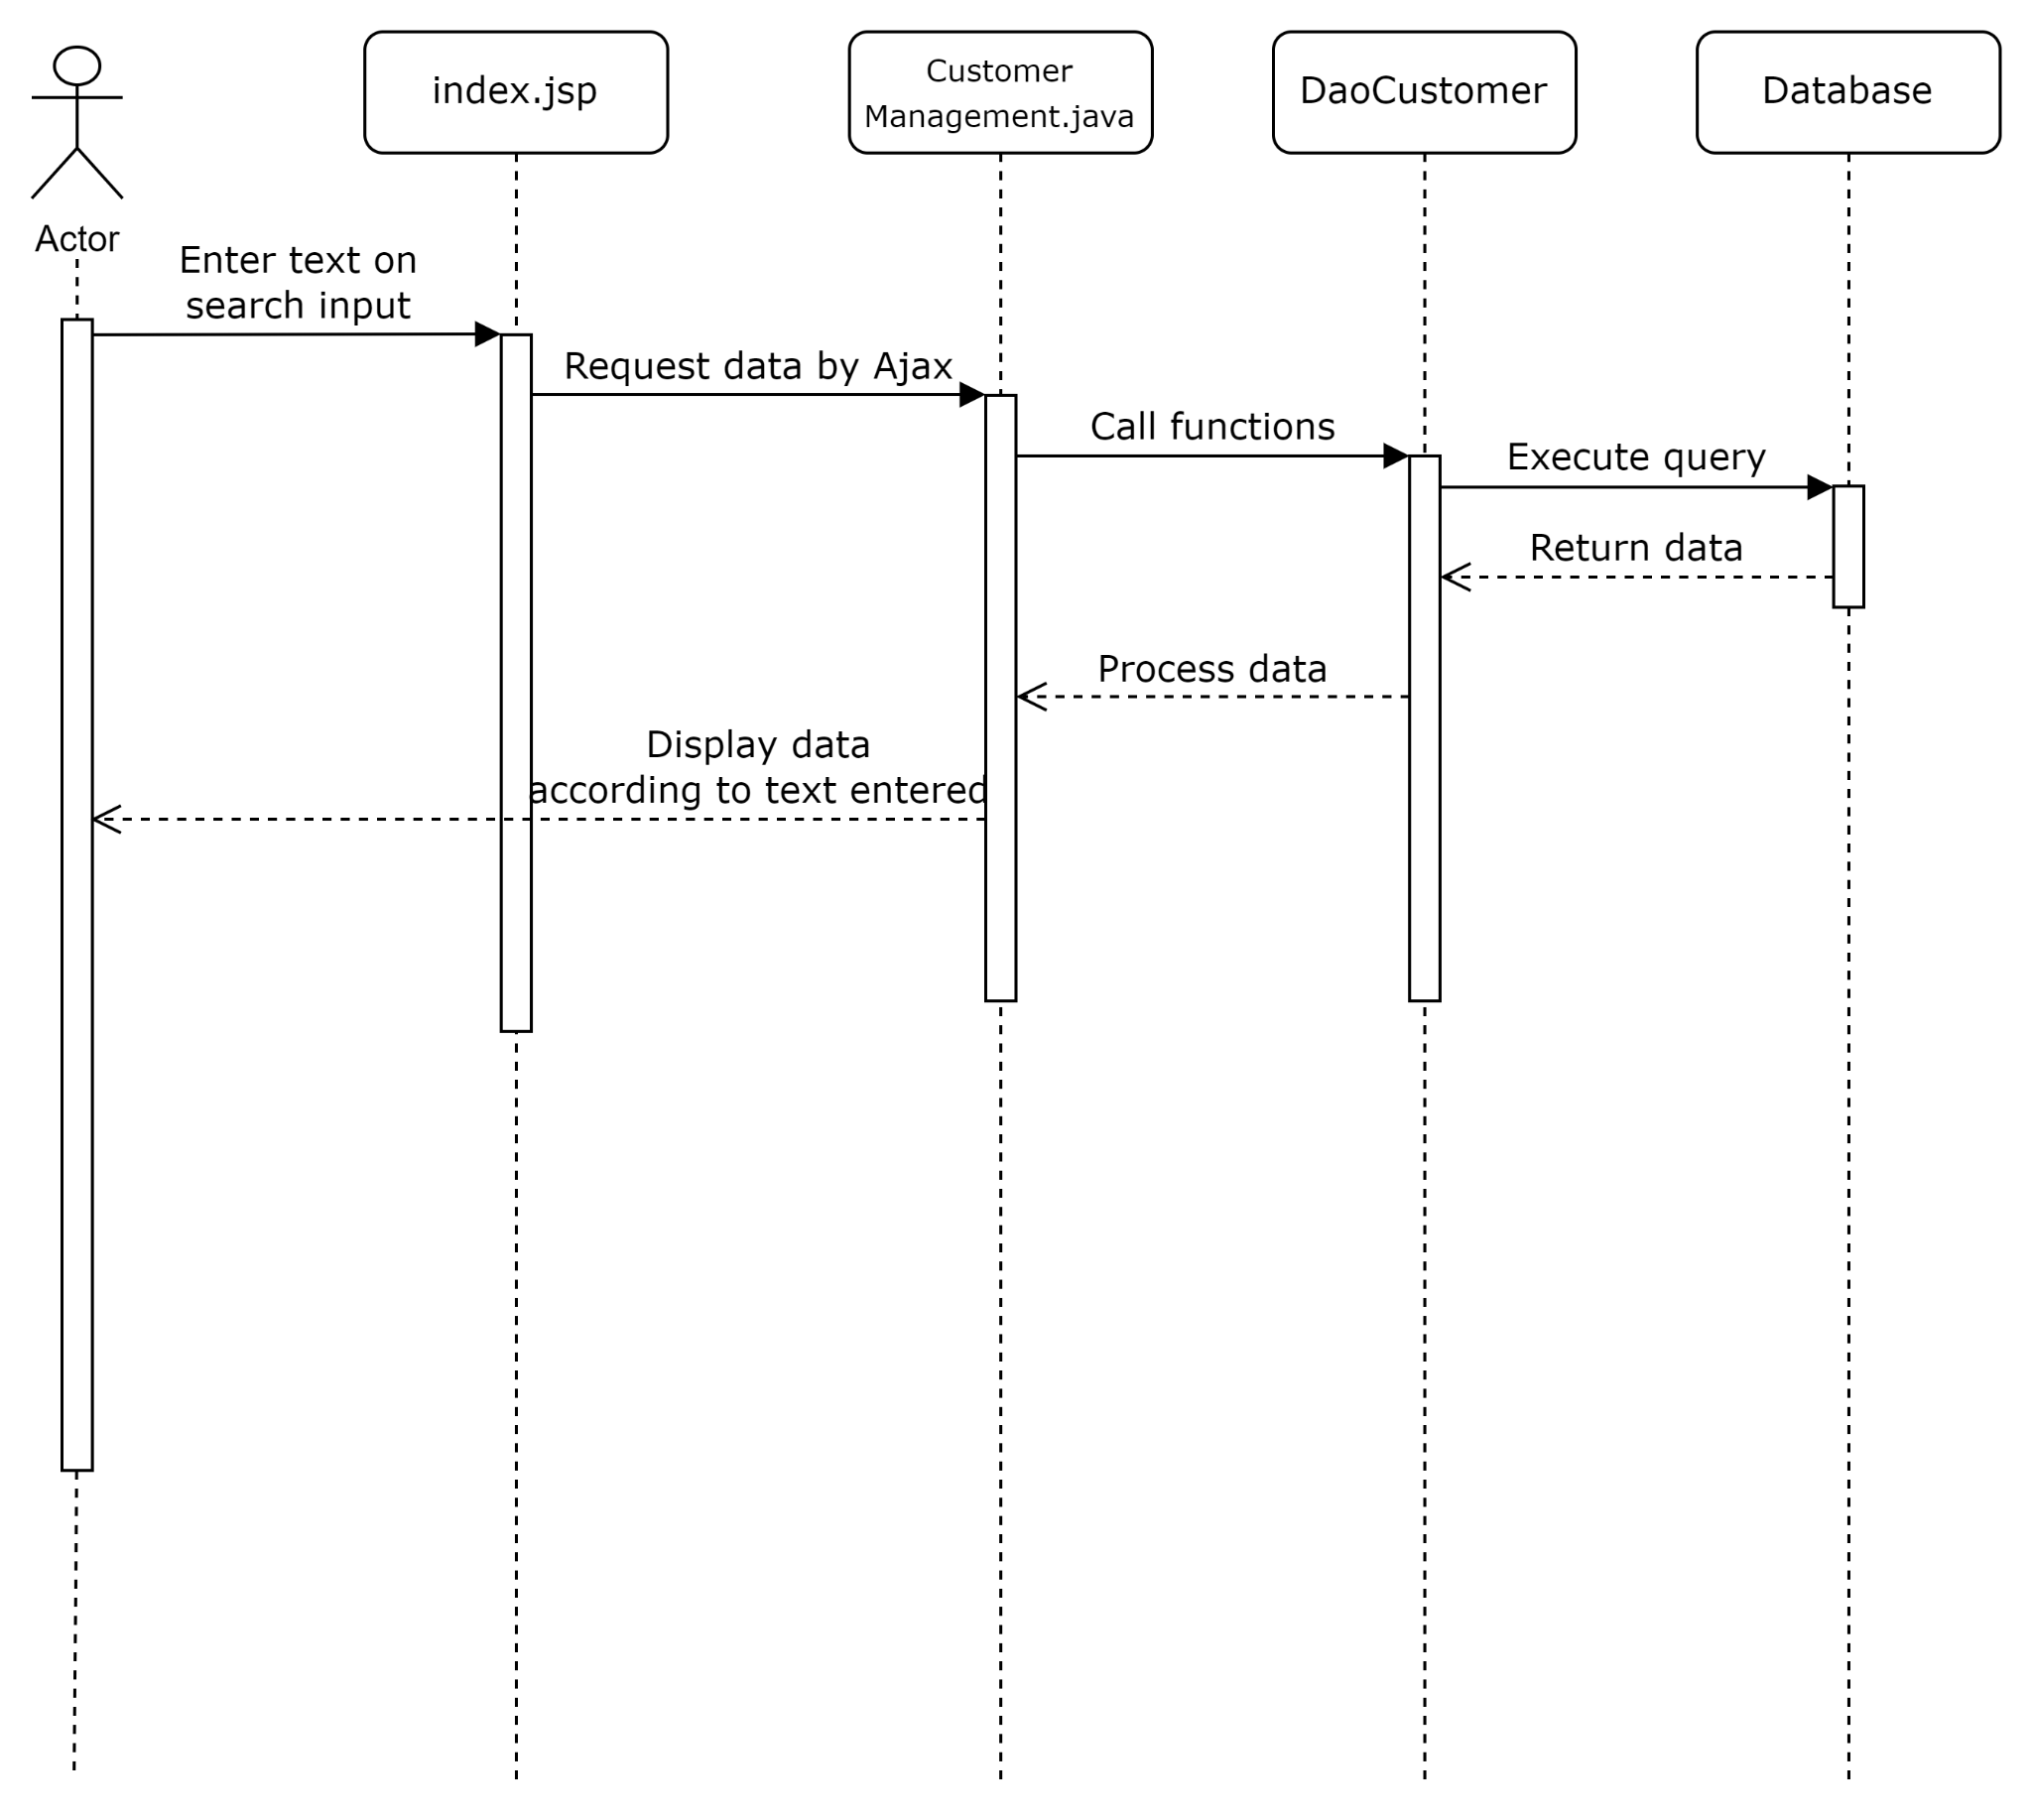 index.jsp
Customer
Management.java
DaoCustomer
Database
Actor
Enter text on
search input
Request data by Ajax
Call functions
Execute query
Return data
Process data
Display data
according to text entered